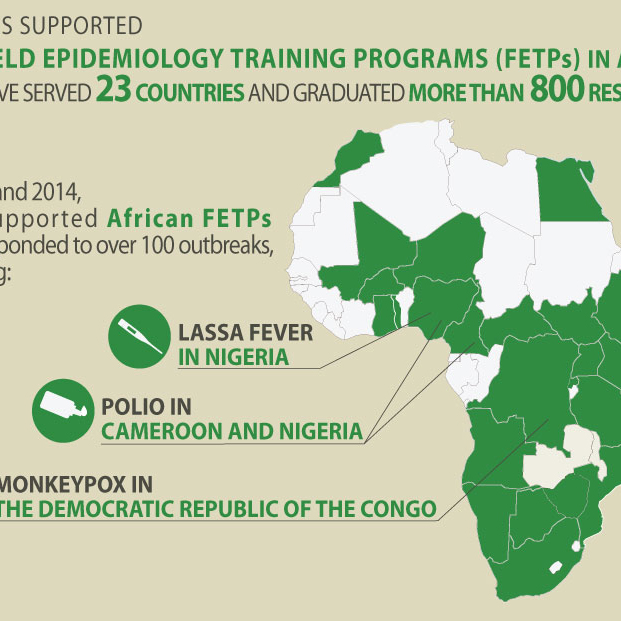 S SUPPORTED
ELD EPIDEMIOLOGY TRAINING PROGRAMS (FETPs) IN A
VE SERVED 23 COUNTRIES AND GRADUATED MORE THAN 800 RES
and 2014,
upported African FETPs
ponded to over 100 outbreaks,
g:
LASSA FEVER
IN NIGERIA
POLIO IN
CAMEROON AND NIGERIA
MONKEYPOX IN
THE DEMOCRATIC REPUBLIC OF THE CONGO